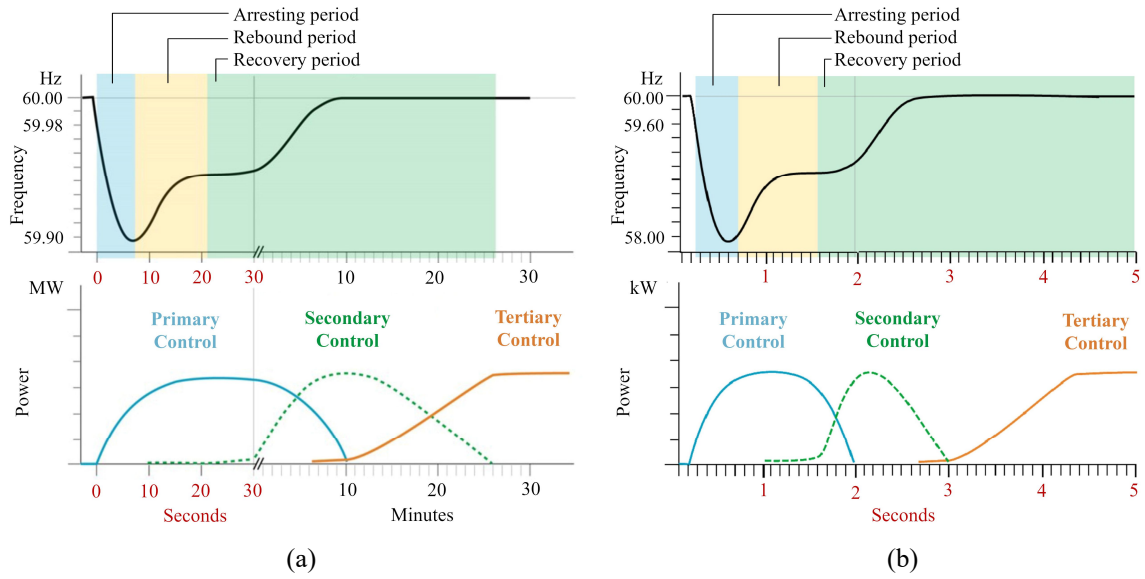 Arresting period
Rebound period
Recovery period
Hz
60.00
59.98
Frequency
59.90
0 10 20 30 10 20 30
MW
Primary Control
Secondary Control
Tertiary Control
Power
0 10 20 30 10 20 30
Seconds
Minutes
(a)
Arresting period
Rebound period
Recovery period
Hz
60.00
59.60
Frequency
58.00
1 2 3 4 5
kW
Primary Control
Secondary Control
Tertiary Control
Power
1 2 3 4 5
Seconds
(b)